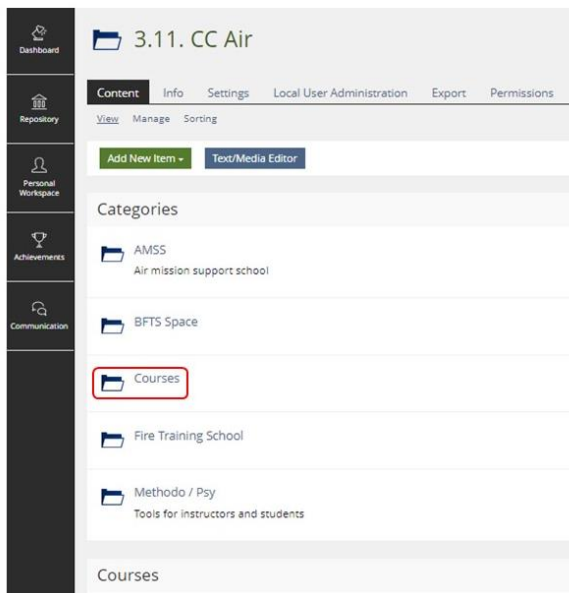 Dashboard
Repository
Personal
Workspace
Achievements
Communication
3.11. CC Air
Content Info Settings Local User Administration Export Permissions
View Manage Sorting
Add New Item Text/Media Editor
Categories
AMSS
Air mission support school
BFTS Space
Courses
Fire Training School
Methodo / Psy
Tools for instructors and students
Courses